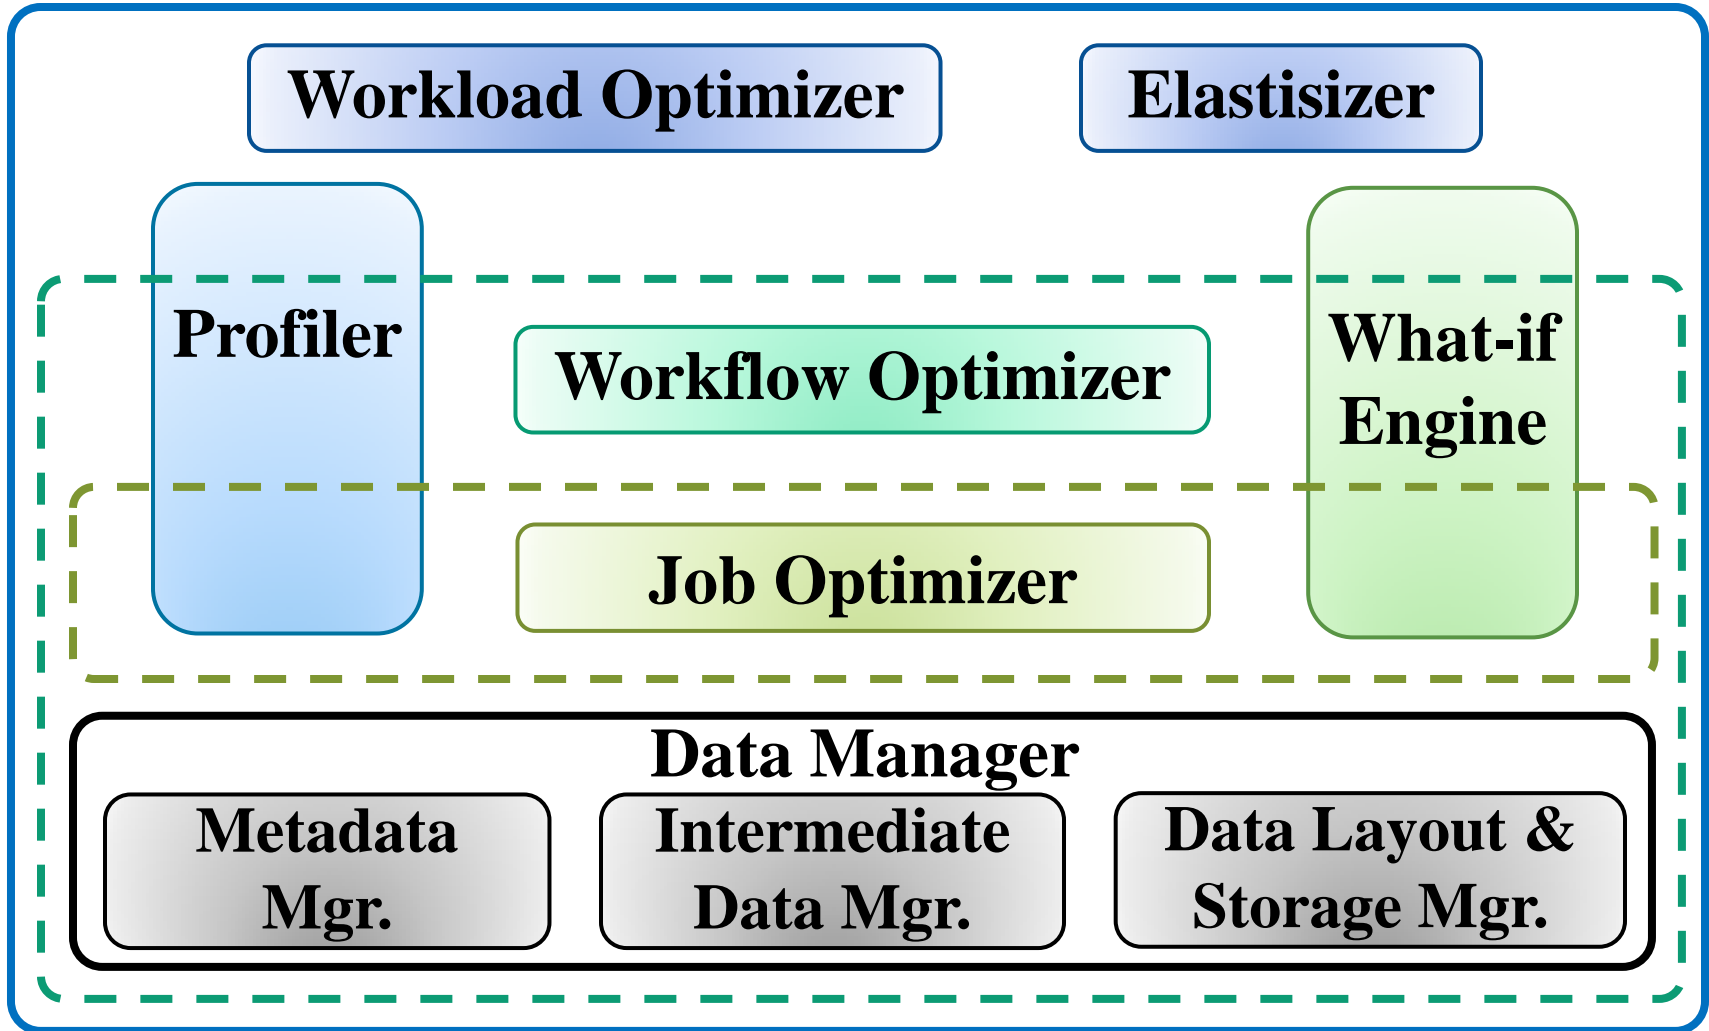 Workload Optimizer
Elastisizer
Profiler
What-if
Engine
Workflow Optimizer
Job Optimizer
Data Manager
Metadata
Mgr.
Intermediate
Data Mgr.
Data Layout &
Storage Mgr.